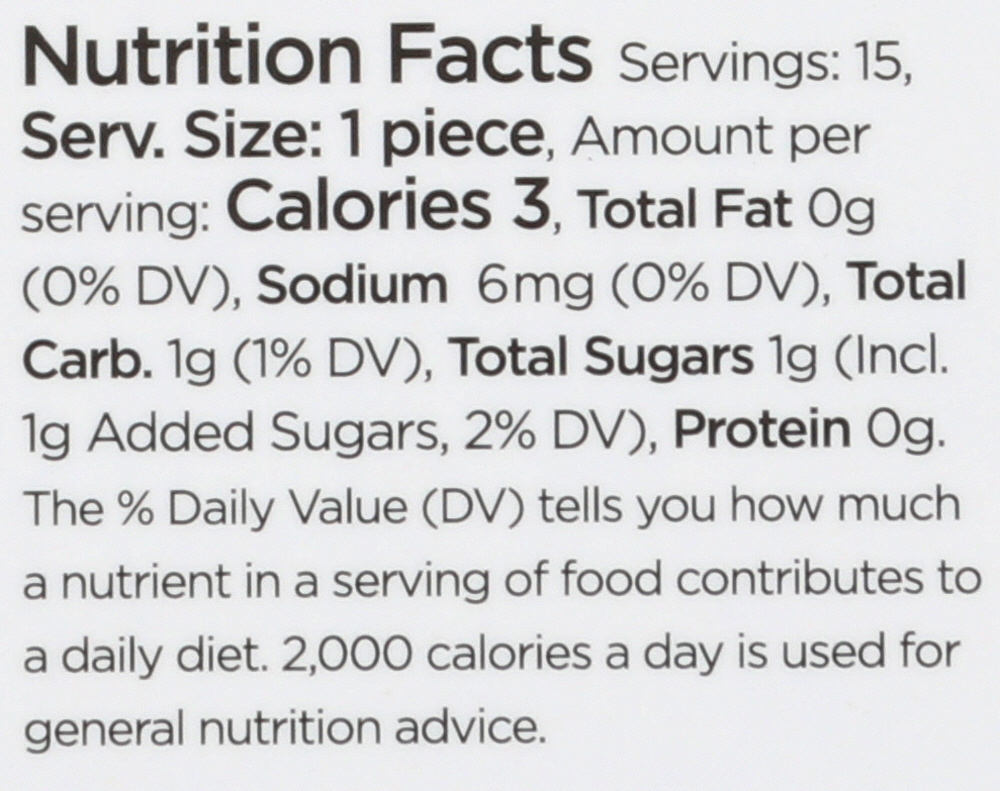 Nutrition Facts Servings: 15,
Serv. Size: 1 piece, Amount per
serving: Calories 3, Total Fat 0g
(0% DV), Sodium 6mg (0% DV), Total
Carb. 1g (1% DV), Total Sugars 1g (Incl.
1g Added Sugars, 2% DV), Protein 0g.
The % Daily Value (DV) tells you how much
a nutrient in a serving of food contributes to
a daily diet. 2,000 calories a day is used for
general nutrition advice.